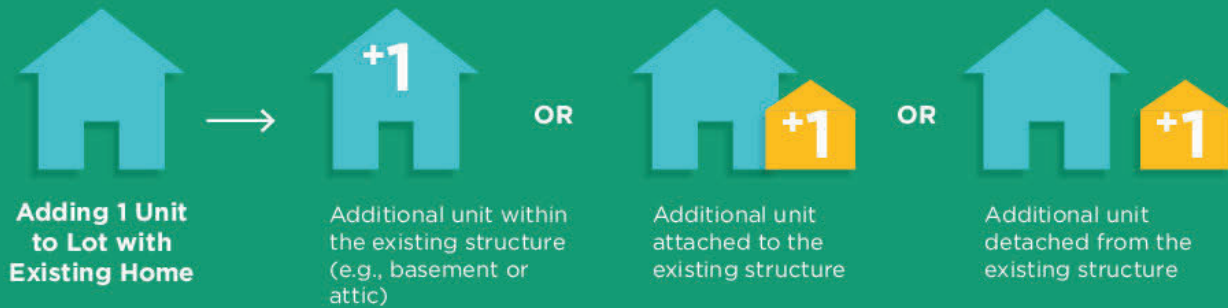 +1
OR
+1
OR
+1
Adding 1 Unit
to Lot with
Existing Home
Additional unit within
the existing structure
(e.g., basement or
attic)
Additional unit
attached to the
existing structure
Additional unit
detached from the
existing structure